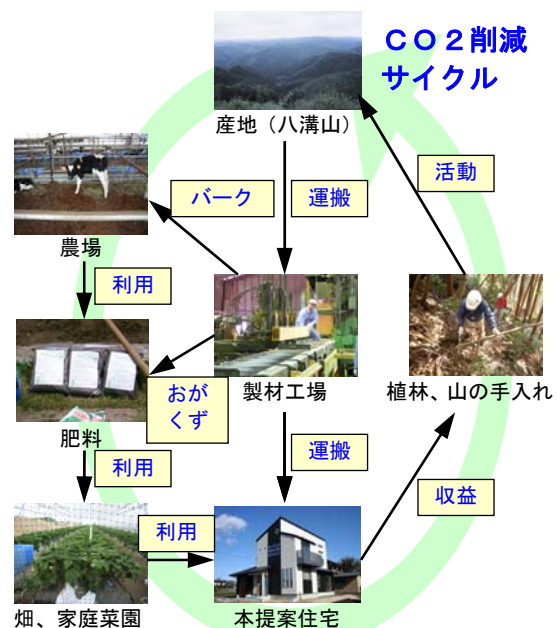 CO2削減
サイクル
産地（八溝山）
バーク
運搬
活動
農場
利用
製材工場
植林、山の手入れ
おが
くず
肥料
利用
運搬
収益
利用
畑、家庭菜園
本提案住宅